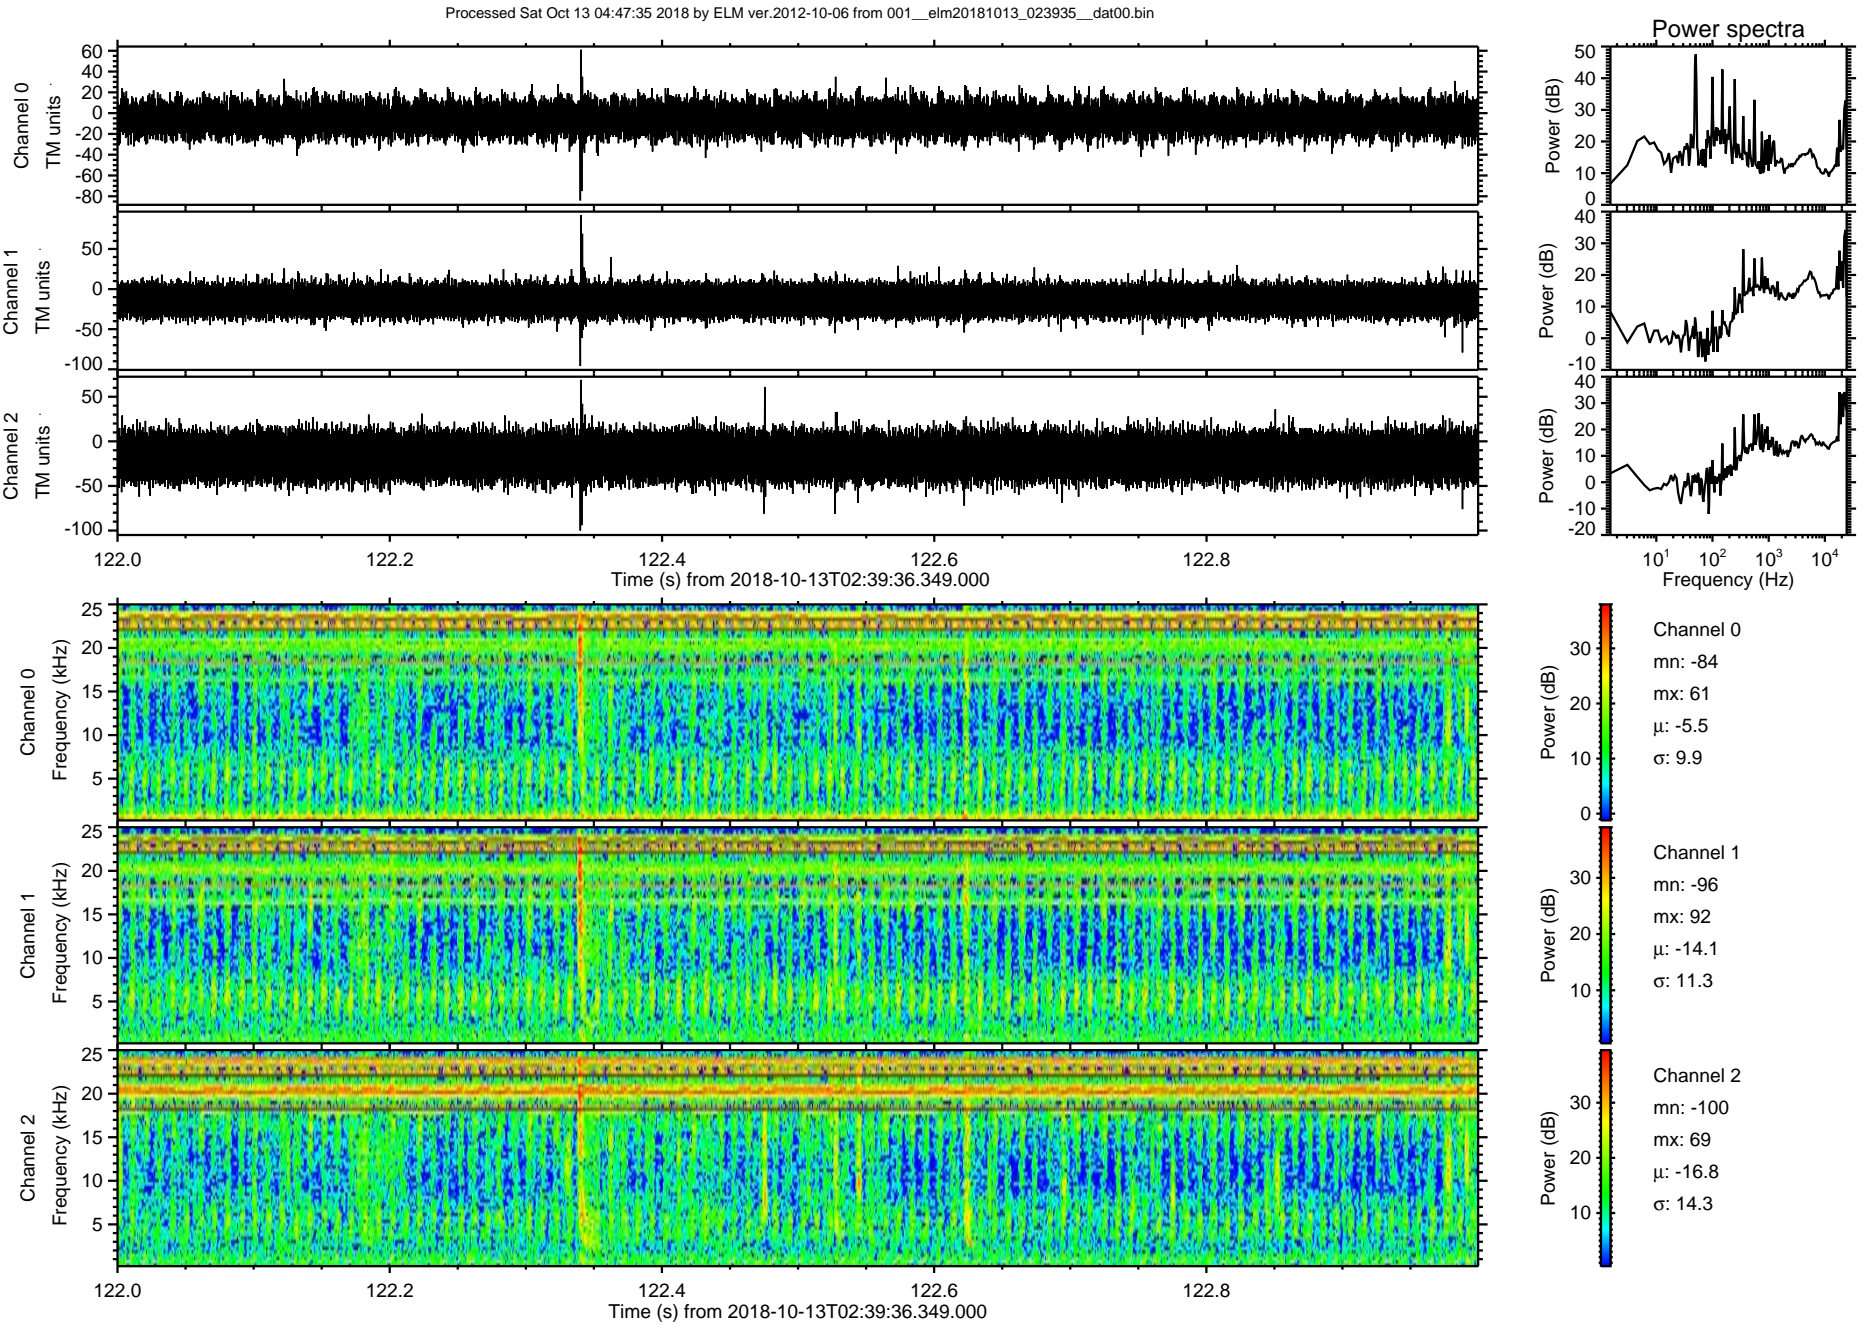 Processed Sat Oct 13 04:47:35 2018 by ELM ver.2012-10-06 from 001__elm20181013_023935__dat00.bin
Power spectra
Channel 0
TM units
60
40
20
0
-20
-40
-60
-80
Power (dB)
50
40
30
20
10
0
Channel 1
TM units
50
0
-50
-100
Power (dB)
40
30
20
10
0
-10
Channel 2
TM units
50
0
-50
-100
Power (dB)
40
30
20
10
0
-10
-20
122.0 122.2 122.4 122.6 122.8
Time (s) from 2018-10-13T02:39:36.349.000
10¹ 10² 10³ 10⁴
Frequency (Hz)
Channel 0
Frequency (kHz)
25
20
15
10
5
Power (dB)
30
20
10
0
Channel 0
mn: -84
mx: 61
μ: -5.5
σ: 9.9
Channel 1
Frequency (kHz)
25
20
15
10
5
Power (dB)
30
20
10
Channel 1
mn: -96
mx: 92
μ: -14.1
σ: 11.3
Channel 2
Frequency (kHz)
25
20
15
10
5
Power (dB)
30
20
10
Channel 2
mn: -100
mx: 69
μ: -16.8
σ: 14.3
122.0 122.2 122.4 122.6 122.8
Time (s) from 2018-10-13T02:39:36.349.000